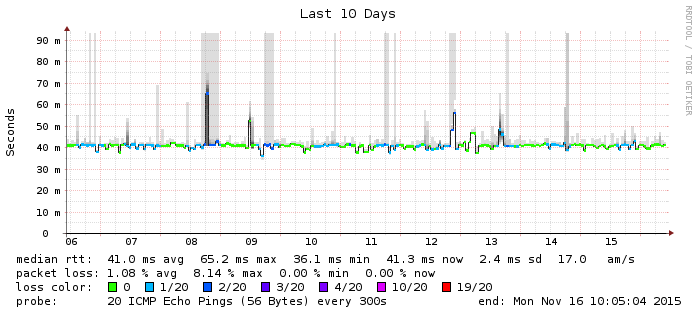 Last 10 Days
RRDTOOL / TOBI OETIKER
Seconds
90 m
80 m
70 m
60 m
50 m
40 m
30 m
20 m
10 m
0 m
06 07 08 09 10 11 12 13 14 15
median rtt: 41.0 ms avg 65.2 ms max 36.1 ms min 41.3 ms now 2.4 ms sd 17.0 am/s
packet loss: 1.08 % avg 8.14 % max 0.00 % min 0.00 % now
loss color: 0 1/20 2/20 3/20 4/20 10/20 19/20
probe: 20 ICMP Echo Pings (56 Bytes) every 300s end: Mon Nov 16 10:05:04 2015